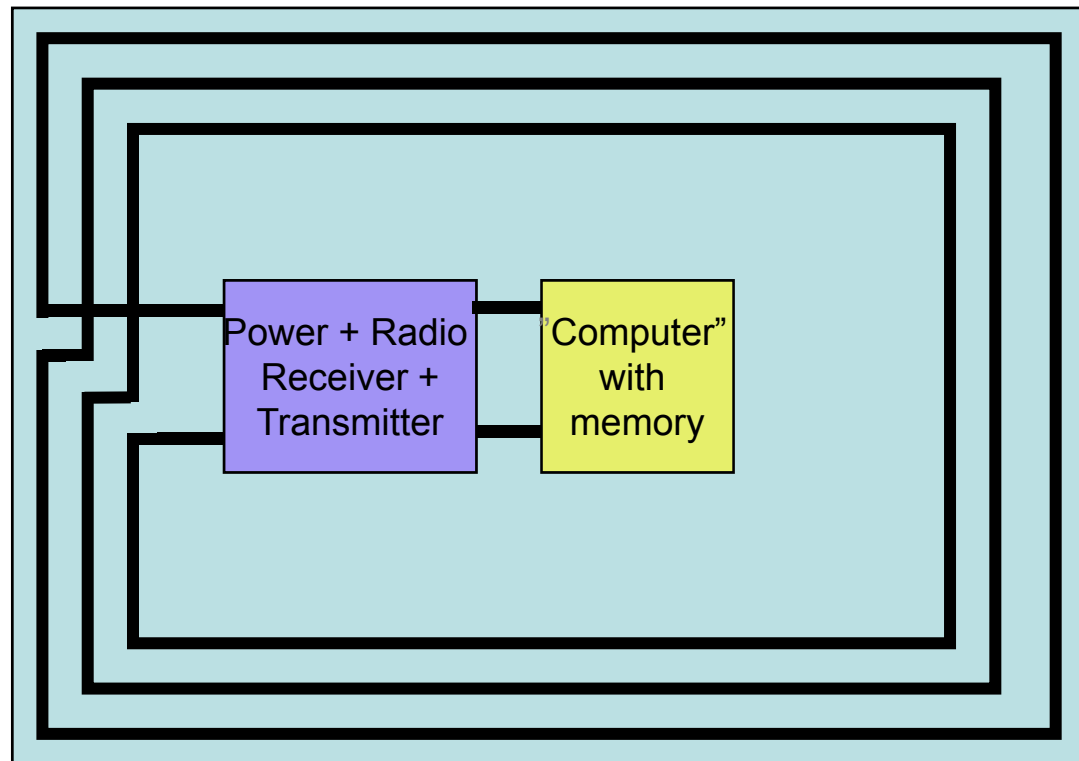 Power + Radio
Receiver +
Transmitter
”Computer”
with
memory